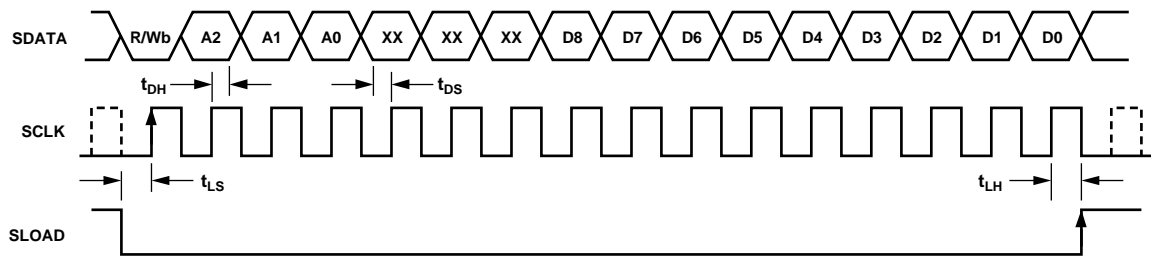 SDATA R/Wb A2 A1 A0 XX XX XX D8 D7 D6 D5 D4 D3 D2 D1 D0
tDH tDS
SCLK
tLS tLH
SLOAD